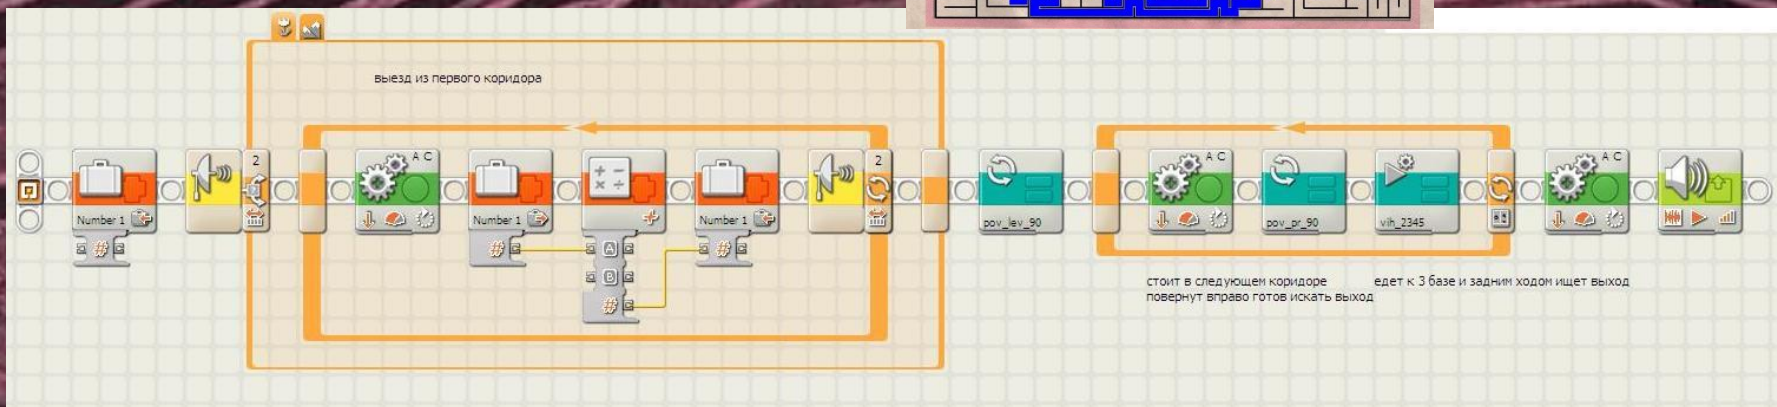 выезд из первого коридора
2
A C
2
Number 1
Number 1
Number 1
A
B
pov_lev_90
A C
pov_pr_90
vih_2345
A C
стоит в следующем коридоре
повернут вправо готов искать выход
едет к 3 базе и задним ходом ищет выход